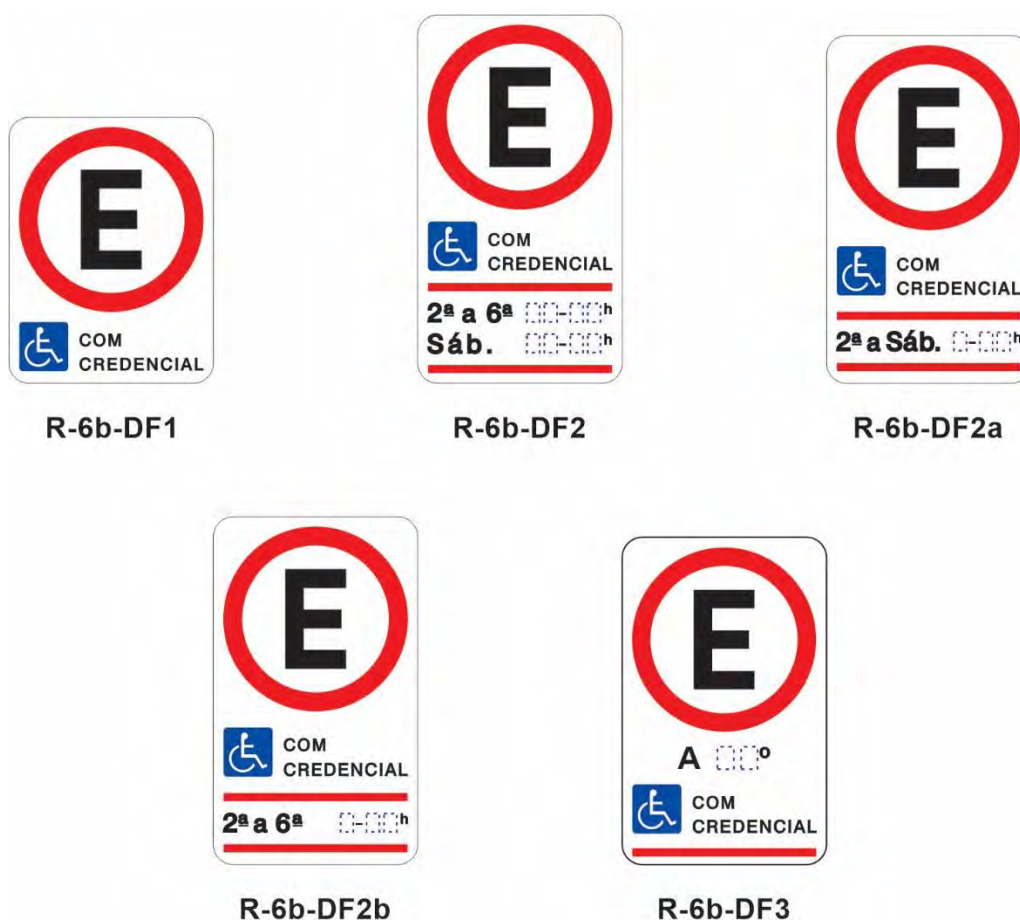 E
COM
CREDENCIAL
R-6b-DF1
E
COM
CREDENCIAL
2ª a 6ª -h
Sáb. -h
R-6b-DF2
E
COM
CREDENCIAL
2ª a Sáb. -h
R-6b-DF2a
E
COM
CREDENCIAL
2ª a 6ª -h
R-6b-DF2b
E
A º
COM
CREDENCIAL
R-6b-DF3